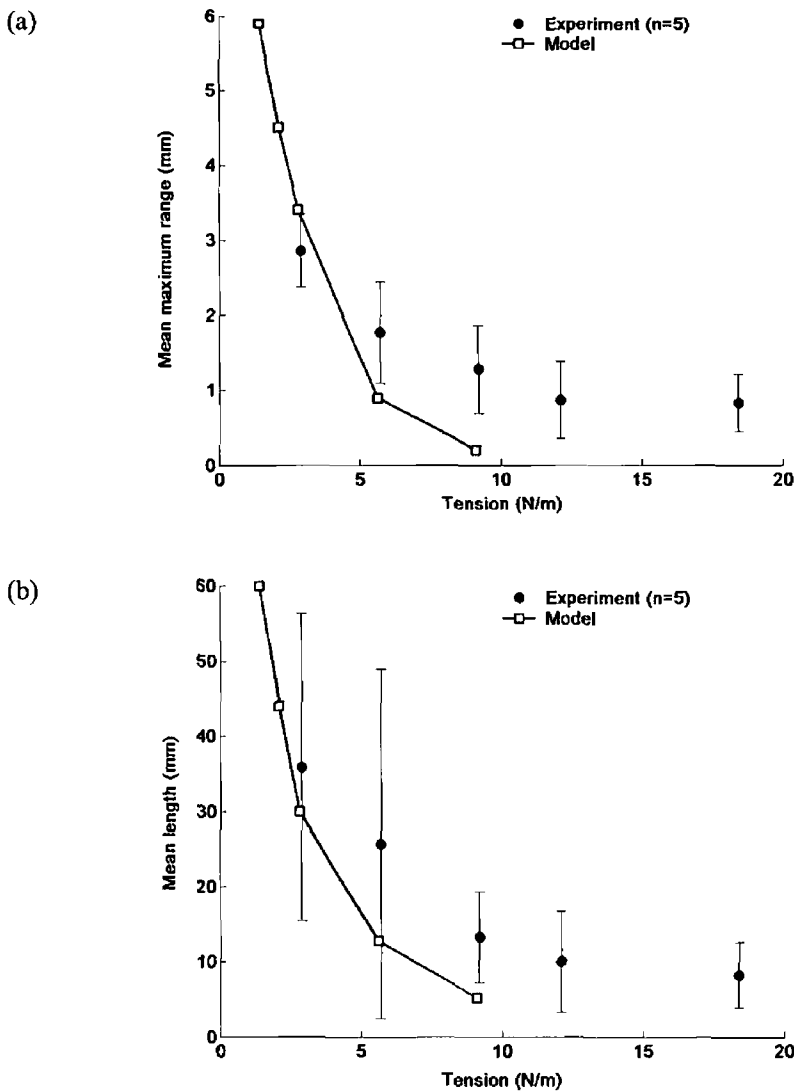 (a)
6
5
4
3
2
1
0
Mean maximum range (mm)
Experiment (n=5)
Model
0 5 10 15 20
Tension (N/m)
(b)
60
50
40
30
20
10
0
Mean length (mm)
Experiment (n=5)
Model
0 5 10 15 20
Tension (N/m)